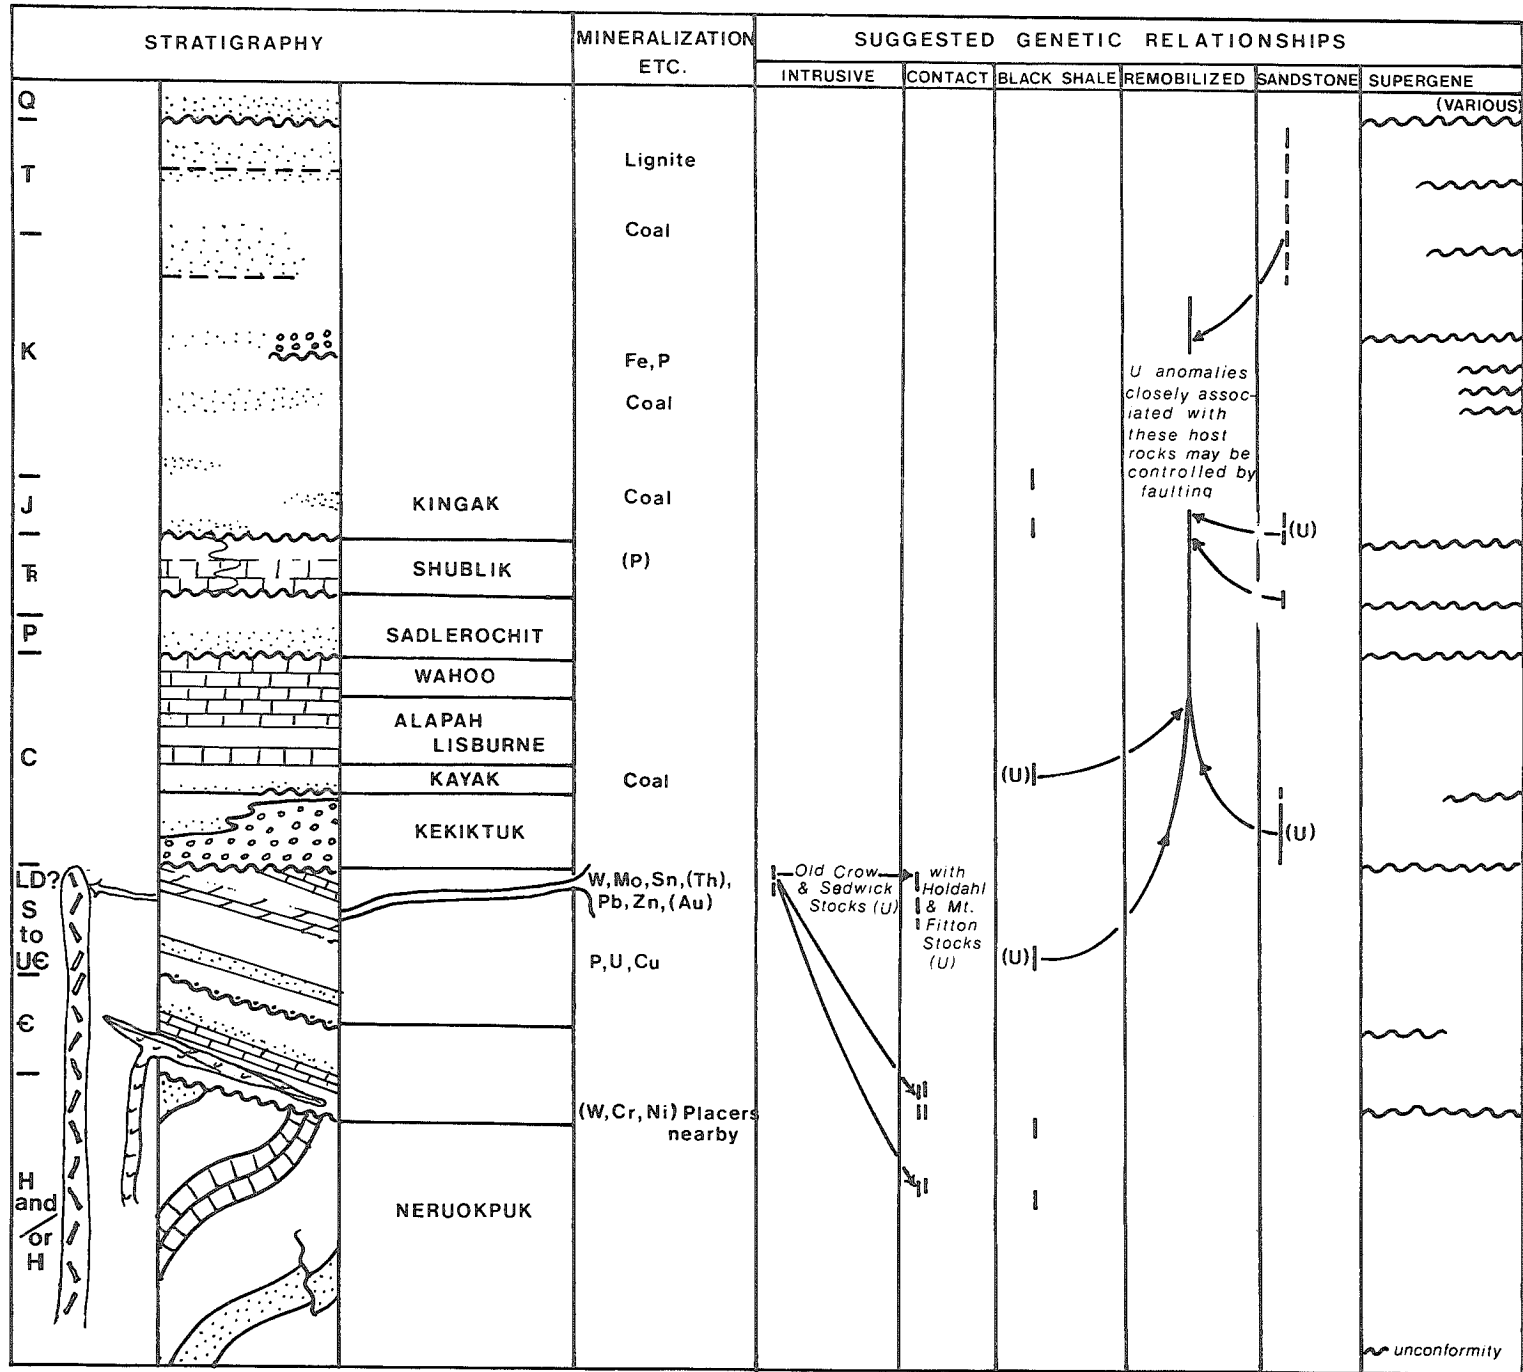 STRATIGRAPHY
MINERALIZATION
ETC.
SUGGESTED GENETIC RELATIONSHIPS
INTRUSIVE
CONTACT
BLACK SHALE
REMOBILIZED
SANDSTONE
SUPERGENE
(VARIOUS)
Q
T
Lignite
Coal
K
Fe,P
Coal
U anomalies
closely assoc-
iated with
these host
rocks may be
controlled by
faulting
J
KINGAK
Coal
(U)
TR
SHUBLIK
(P)
P
SADLEROCHIT
WAHOO
ALAPAH
LISBURNE
C
KAYAK
Coal
(U)
KEKIKTUK
(U)
LD?
S
to
UЄ
W,Mo,Sn,(Th),
Pb,Zn,(Au)
Old Crow
& Sedwick
Stocks (U)
with
Holdahl
& Mt.
Fitton
Stocks
(U)
P,U,Cu
(U)
Є
(W,Cr,Ni) Placers
nearby
H
and
/or
H
NERUOKPUK
unconformity